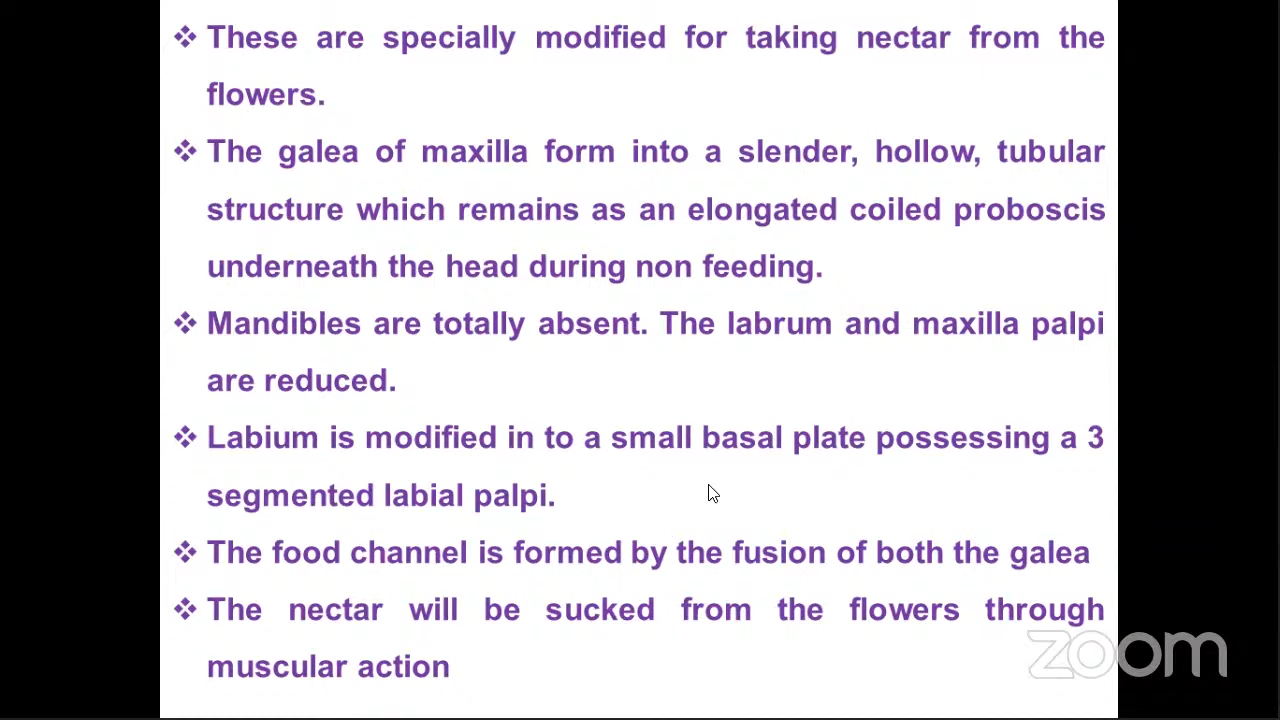 ❖ These are specially modified for taking nectar from the
flowers.
❖ The galea of maxilla form into a slender, hollow, tubular
structure which remains as an elongated coiled proboscis
underneath the head during non feeding.
❖ Mandibles are totally absent. The labrum and maxilla palpi
are reduced.
❖ Labium is modified in to a small basal plate possessing a 3
segmented labial palpi.
❖ The food channel is formed by the fusion of both the galea
❖ The nectar will be sucked from the flowers through
muscular action
zoom